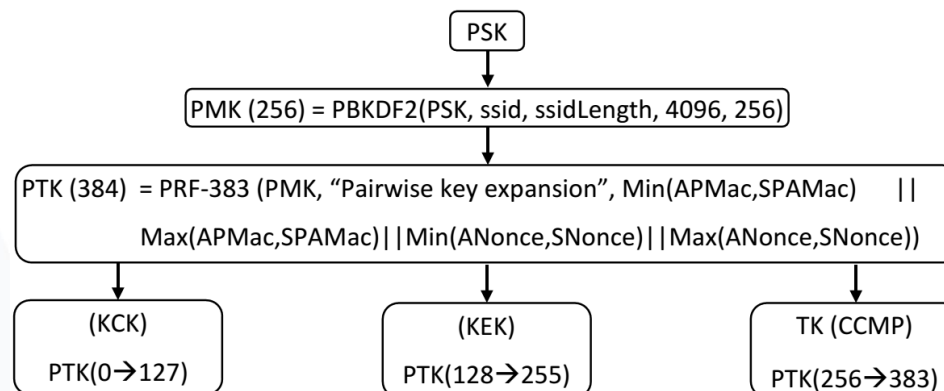 PSK
PMK (256) = PBKDF2(PSK, ssid, ssidLength, 4096, 256)
PTK (384) = PRF-383 (PMK, “Pairwise key expansion”, Min(APMac,SPAMac) ||
Max(APMac,SPAMac)||Min(ANonce,SNonce)||Max(ANonce,SNonce))
(KCK)
PTK(0→127)
(KEK)
PTK(128→255)
TK (CCMP)
PTK(256→383)